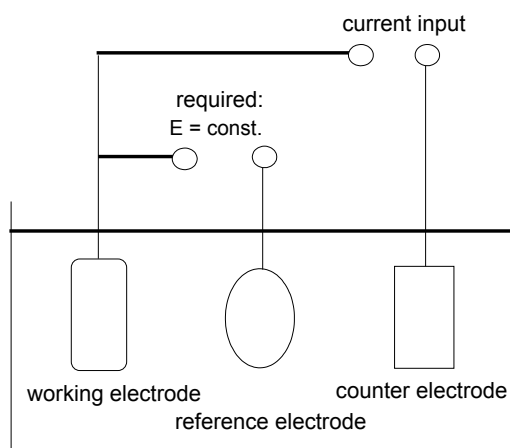 current input
required:
E = const.
working electrode
reference electrode
counter electrode